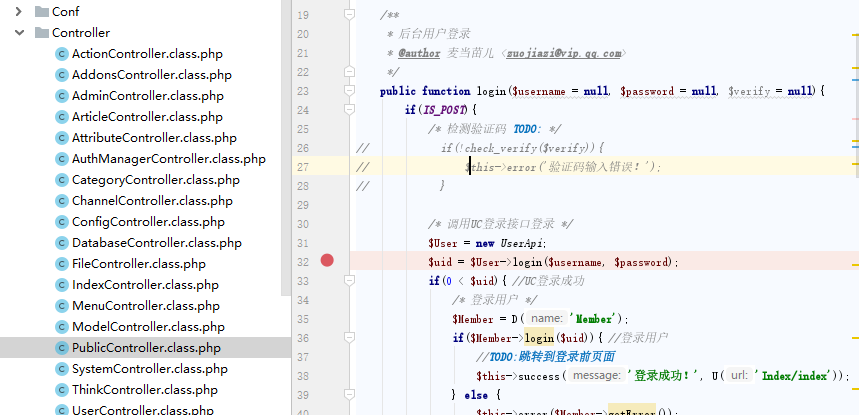 Conf
Controller
ActionController.class.php
AddonsController.class.php
AdminController.class.php
ArticleController.class.php
AttributeController.class.php
AuthManagerController.class.php
CategoryController.class.php
ChannelController.class.php
ConfigController.class.php
DatabaseController.class.php
FileController.class.php
IndexController.class.php
MenuController.class.php
ModelController.class.php
PublicController.class.php
SystemController.class.php
ThinkController.class.php
UserController.class.php
19 /**
20 * 后台用户登录
21 * @author 麦当苗儿 <zuojiazi@vip.qq.com>
22 */
23 public function login($username = null, $password = null, $verify = null){
24 if(IS_POST){
25 /* 检测验证码 TODO: */
26 // if(!check_verify($verify)){
27 // $this->error('验证码输入错误！');
28 // }
29
30 /* 调用UC登录接口登录 */
31 $User = new UserApi;
32 $uid = $User->login($username, $password);
33 if(0 < $uid){ //UC登录成功
34 /* 登录用户 */
35 $Member = D( name: 'Member');
36 if($Member->login($uid)){ //登录用户
37 //TODO:跳转到登录前页面
38 $this->success( message: '登录成功！', U( url: 'Index/index'));
39 } else {
40 $this->error($Member->getError());